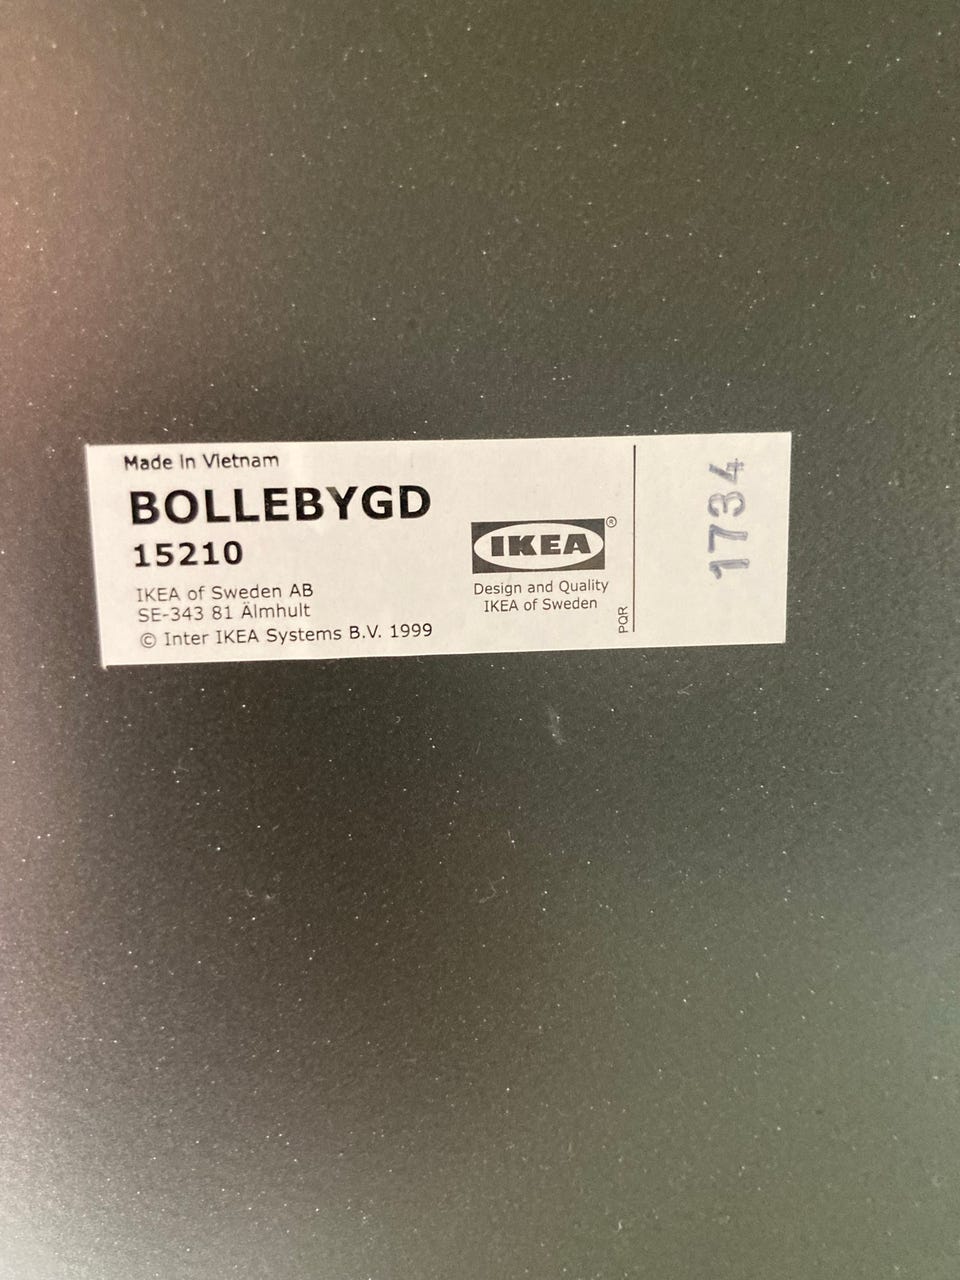 Made in Vietnam
BOLLEBYGD
15210
IKEA of Sweden AB
SE-343 81 Älmhult
© Inter IKEA Systems B.V. 1999
IKEA®
Design and Quality
IKEA of Sweden
PQR
1734